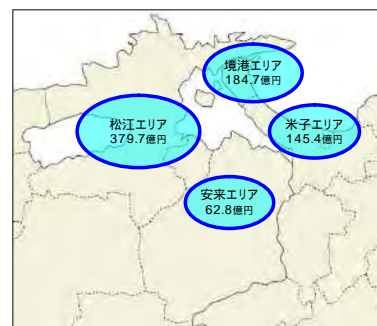 境港エリア
184.7億円
松江エリア
379.7億円
米子エリア
145.4億円
安来エリア
62.8億円